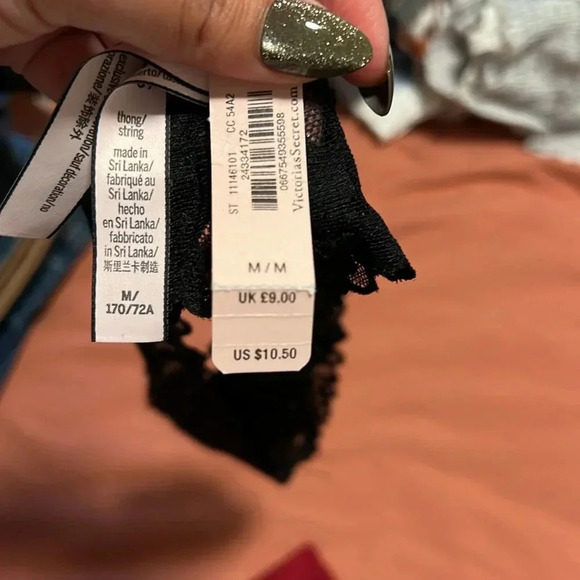 thong/
string
made in
Sri Lanka/
fabriqué au
Sri Lanka/
hecho
en Sri Lanka/
fabbricato
in Sri Lanka/
斯里兰卡制造
M/
170/72A
ST 11146101 CC 54A2
24334172
0667549355598
VictoriasSecret.com
M / M
UK £9.00
US $10.50